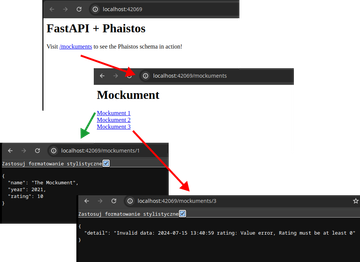 localhost:42069
FastAPI + Phaistos
Visit /mockuments to see the Phaistos schema in action!
localhost:42069/mockuments
Mockument
Mockument 1
Mockument 2
Mockument 3
localhost:42069/mockuments/1
Zastosuj formatowanie stylistyczne
{
"name": "The Mockument",
"year": 2021,
"rating": 10
}
localhost:42069/mockuments/3
Zastosuj formatowanie stylistyczne
{
"detail": "Invalid data: 2024-07-15 13:40:59 rating: Value error, Rating must be at least 0"
}